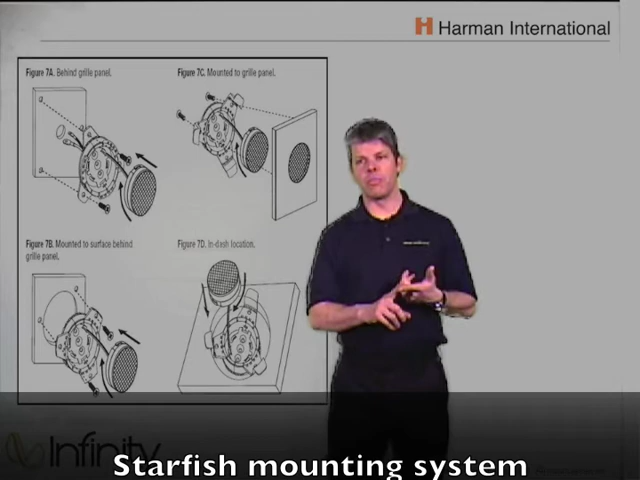 Harman International
Figure 7A. Behind grille panel.
Figure 7C. Mounted to grille panel.
Figure 7B. Mounted to surface behind
grille panel.
Figure 7D. In-dash location.
Infinity
Starfish mounting system